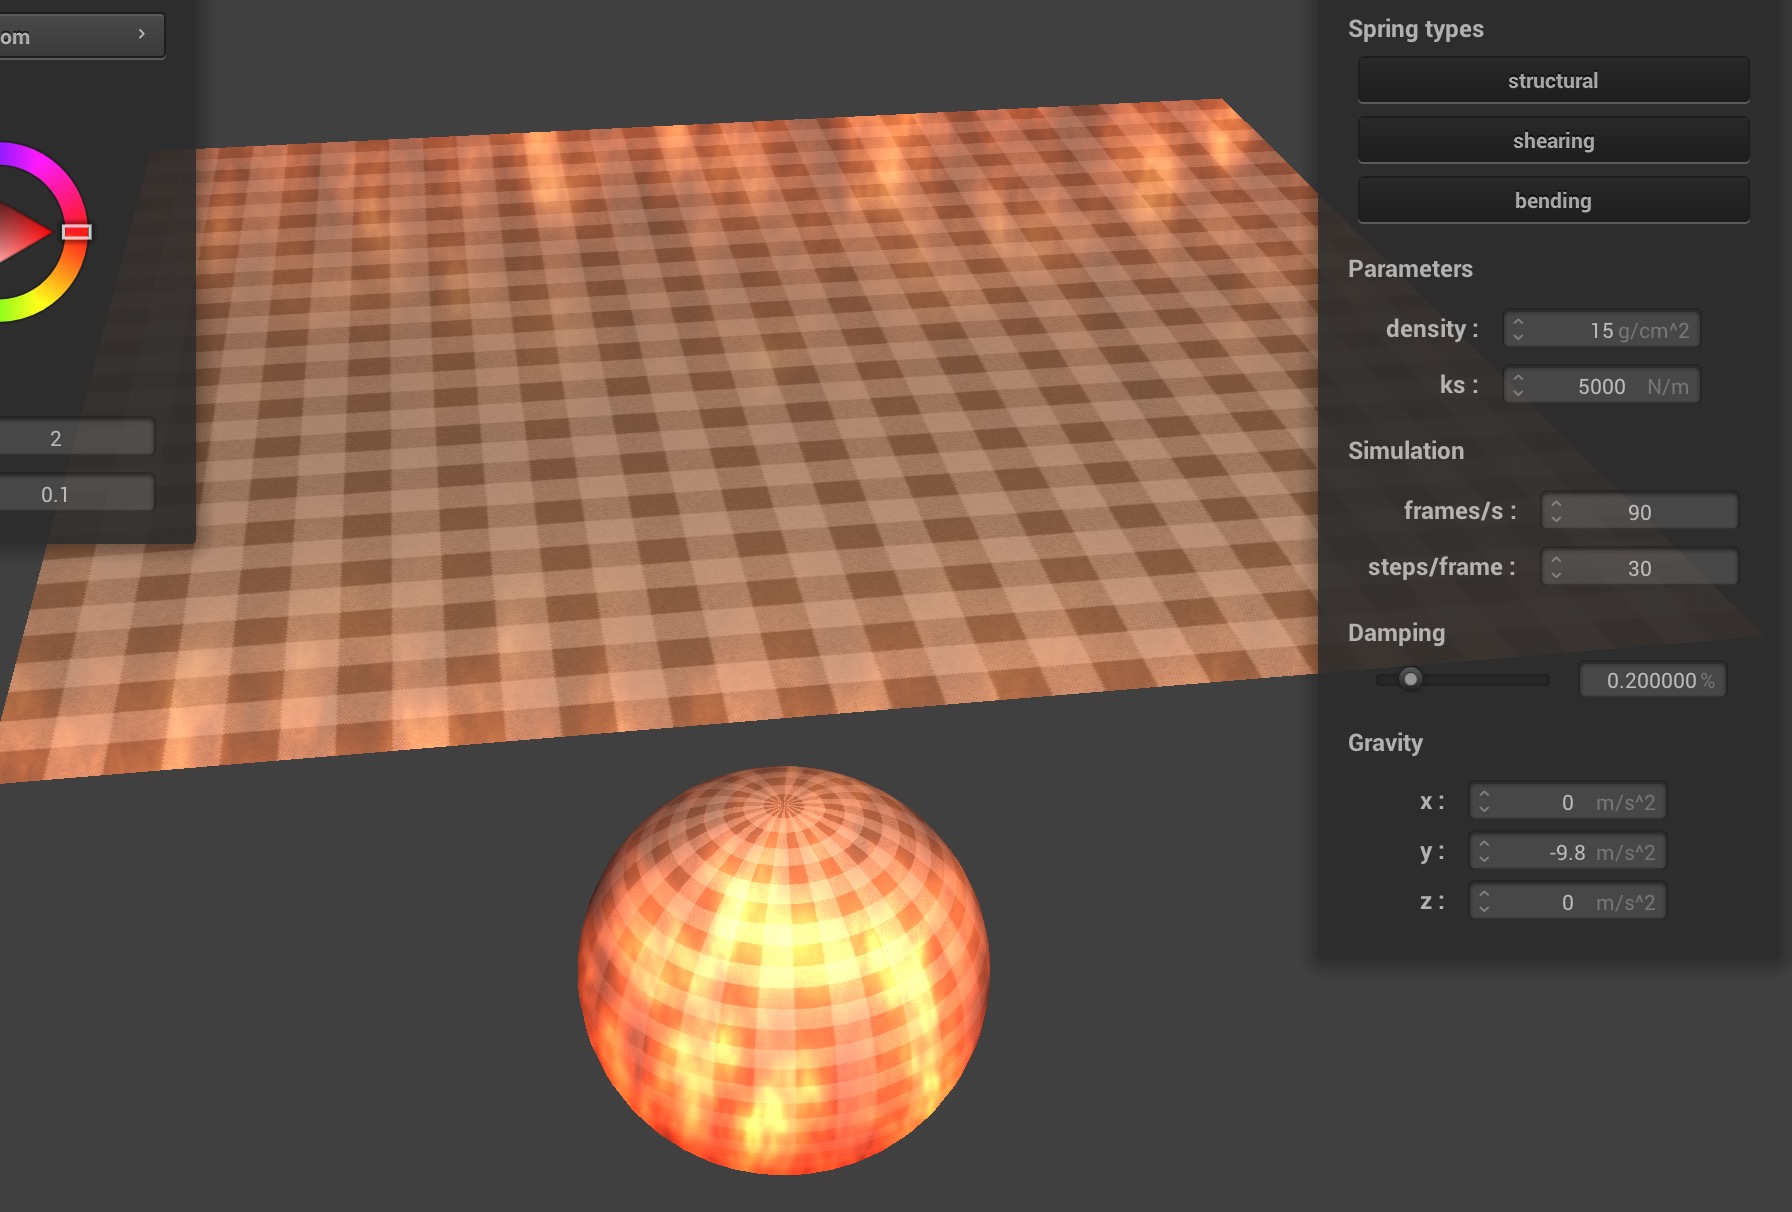 om
2
0.1
Spring types
structural
shearing
bending
Parameters
density : 15 g/cm^2
ks : 5000 N/m
Simulation
frames/s : 90
steps/frame : 30
Damping
0.200000 %
Gravity
x : 0 m/s^2
y : -9.8 m/s^2
z : 0 m/s^2